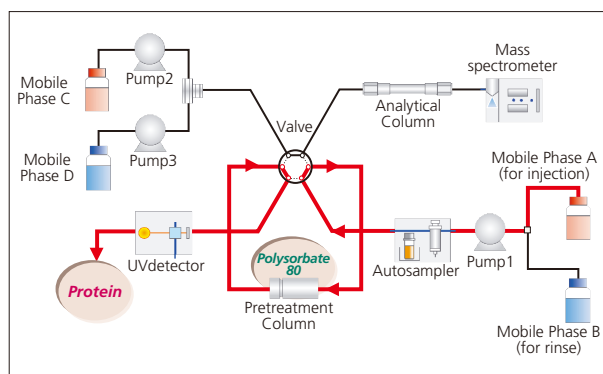 Mobile
Phase C
Pump2
Mobile
Phase D
Pump3
Valve
Analytical
Column
Mass
spectrometer
Mobile Phase A
(for injection)
Autosampler
Pump1
Mobile Phase B
(for rinse)
UVdetector
Protein
Polysorbate
80
Pretreatment
Column